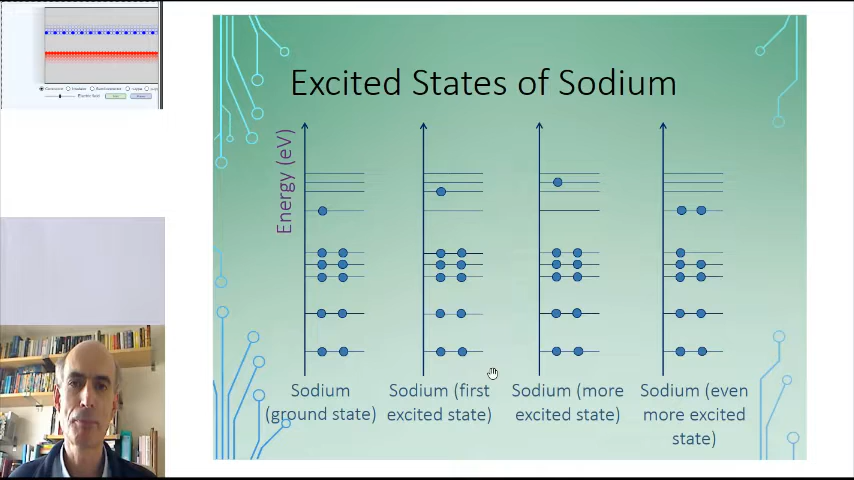 Excited States of Sodium
Energy (eV)
Sodium
(ground state)
Sodium (first
excited state)
Sodium (more
excited state)
Sodium (even
more excited
state)